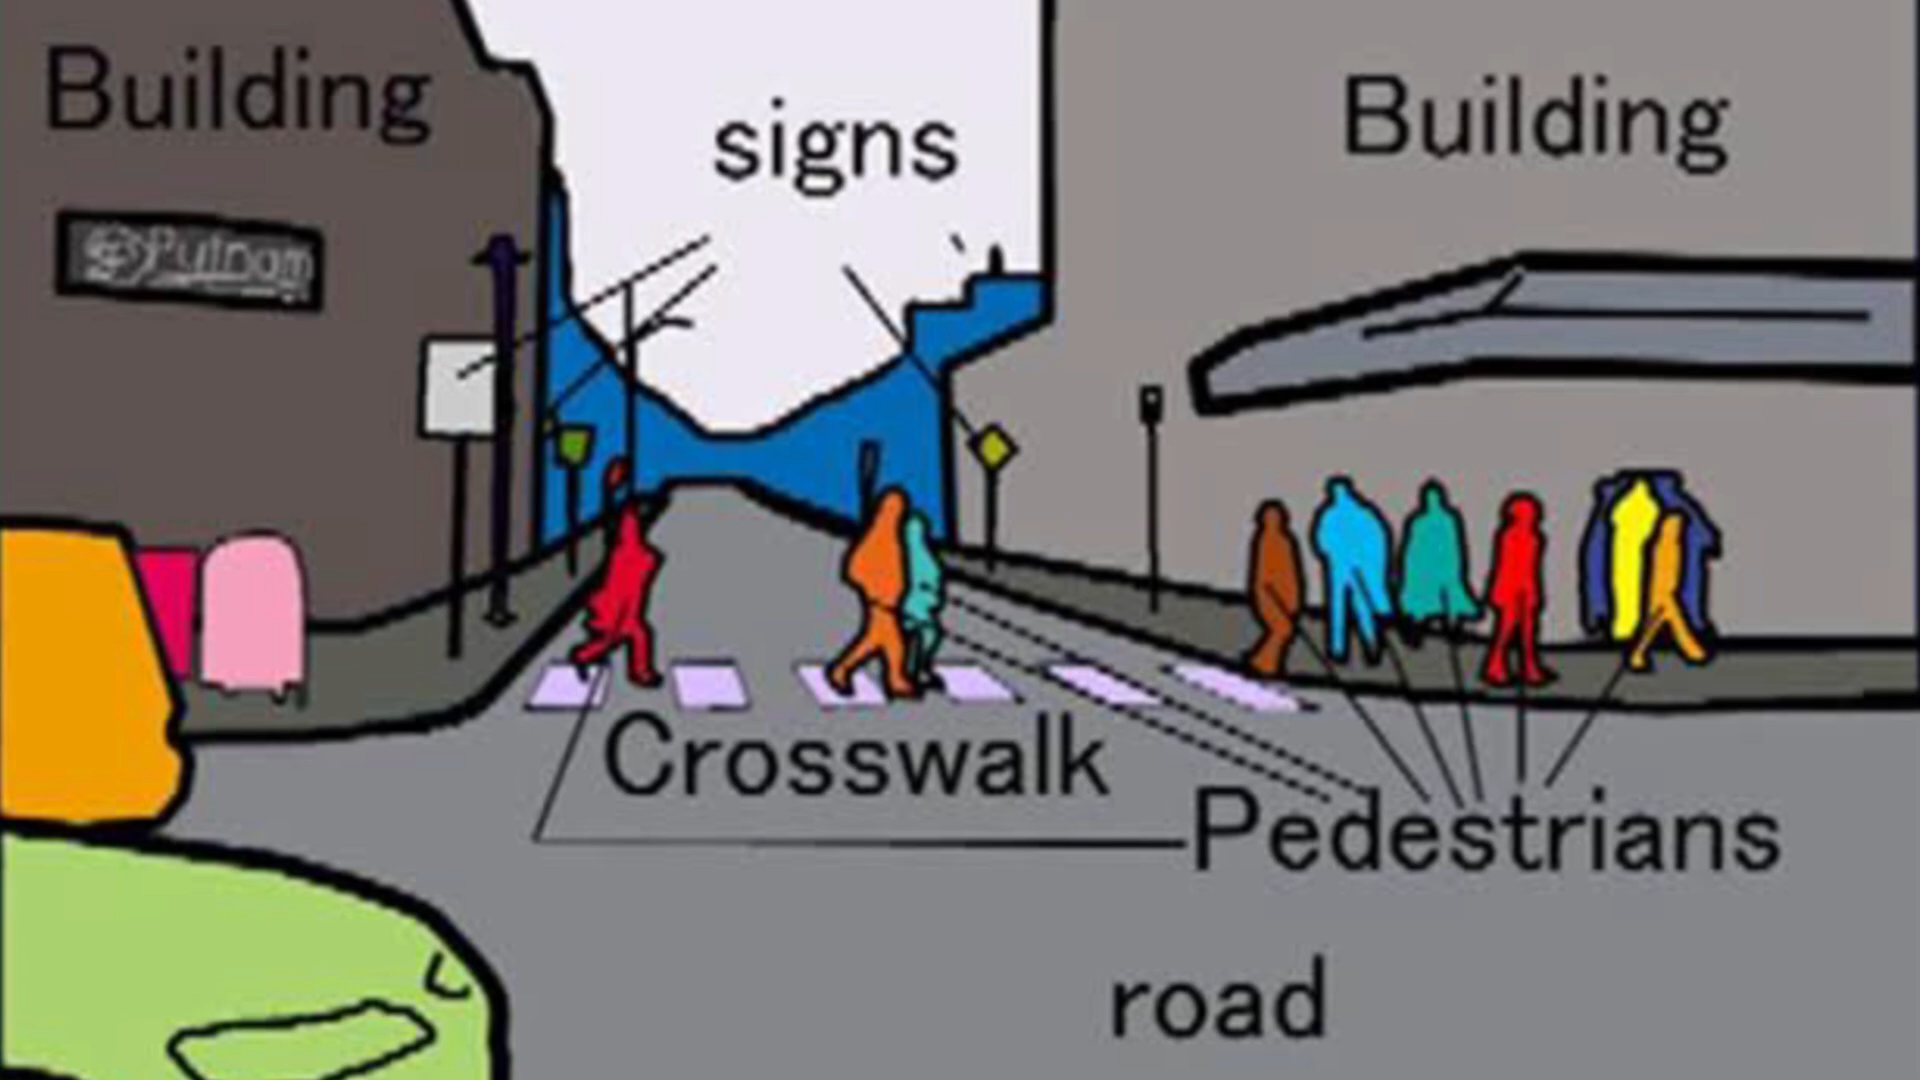 Building
signs
Building
Putnam
Crosswalk
Pedestrians
road